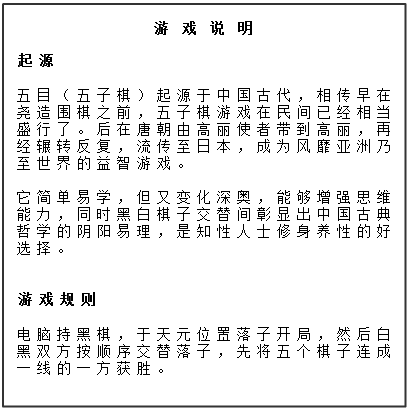 游戏说明
起源
五目（五子棋）起源于中国古代，相传早在
尧造围棋之前，五子棋游戏在民间已经相当
盛行了。后在唐朝由高丽使者带到高丽，再
经辗转反复，流传至日本，成为风靡亚洲乃
至世界的益智游戏。
它简单易学，但又变化深奥，能够增强思维
能力，同时黑白棋子交替间彰显出中国古典
哲学的阴阳易理，是知性人士修身养性的好
选择。
游戏规则
电脑持黑棋，于天元位置落子开局，然后白
黑双方按顺序交替落子，先将五个棋子连成
一线的一方获胜。